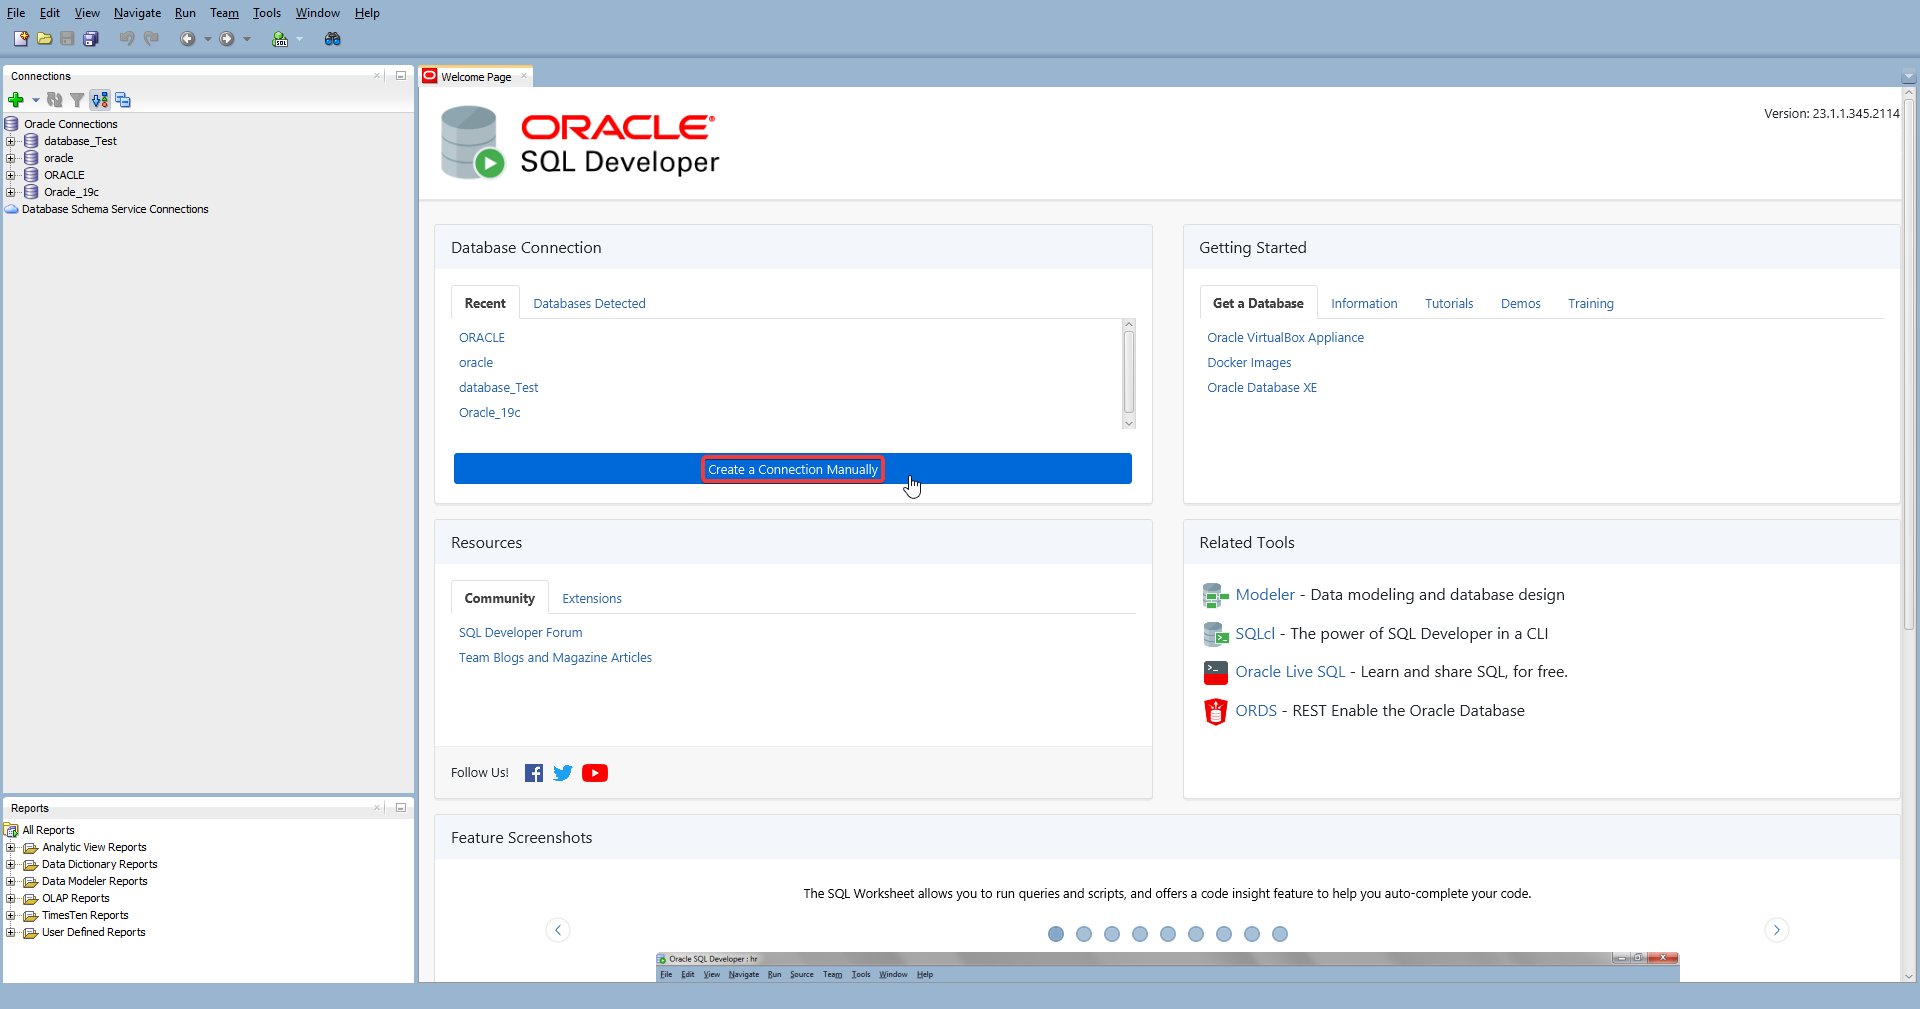 File Edit View Navigate Run Team Tools Window Help
Connections
Oracle Connections
database_Test
oracle
ORACLE
Oracle_19c
Database Schema Service Connections
Reports
All Reports
Analytic View Reports
Data Dictionary Reports
Data Modeler Reports
OLAP Reports
TimesTen Reports
User Defined Reports
Welcome Page
ORACLE
SQL Developer
Version: 23.1.1.345.2114
Database Connection
Recent Databases Detected
ORACLE
oracle
database_Test
Oracle_19c
Create a Connection Manually
Getting Started
Get a Database Information Tutorials Demos Training
Oracle VirtualBox Appliance
Docker Images
Oracle Database XE
Resources
Community Extensions
SQL Developer Forum
Team Blogs and Magazine Articles
Follow Us!
Related Tools
Modeler - Data modeling and database design
SQLcl - The power of SQL Developer in a CLI
Oracle Live SQL - Learn and share SQL, for free.
ORDS - REST Enable the Oracle Database
Feature Screenshots
The SQL Worksheet allows you to run queries and scripts, and offers a code insight feature to help you auto-complete your code.
Oracle SQL Developer : hr
File Edit View Navigate Run Source Team Tools Window Help